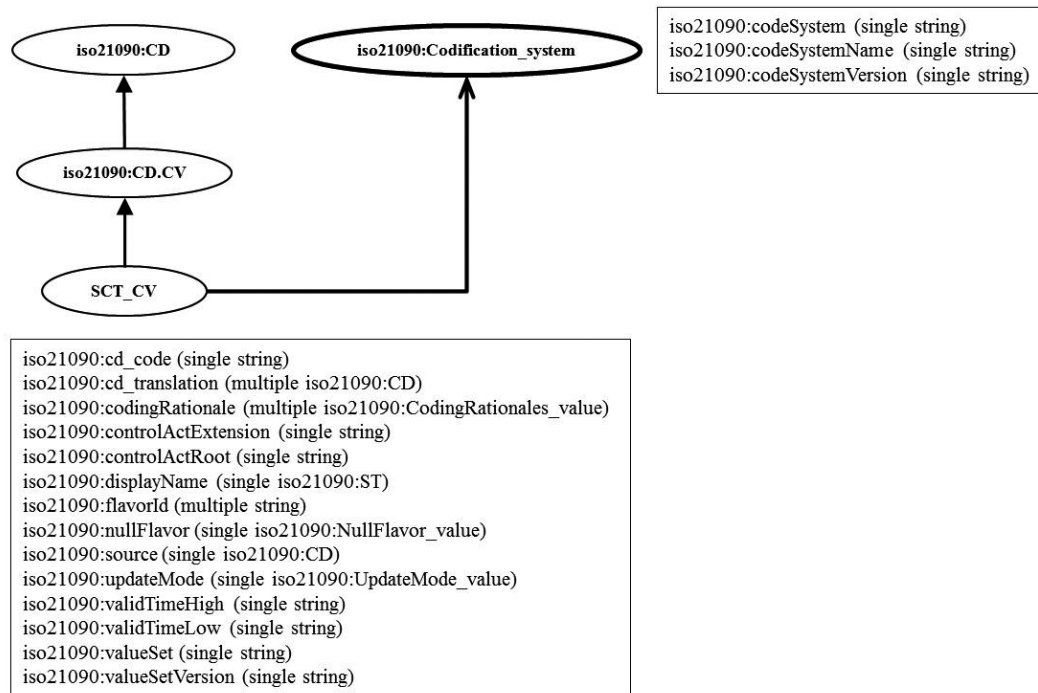 iso21090:CD
iso21090:Codification_system
iso21090:codeSystem (single string)
iso21090:codeSystemName (single string)
iso21090:codeSystemVersion (single string)
iso21090:CD.CV
SCT_CV
iso21090:cd_code (single string)
iso21090:cd_translation (multiple iso21090:CD)
iso21090:codingRationale (multiple iso21090:CodingRationales_value)
iso21090:controlActExtension (single string)
iso21090:controlActRoot (single string)
iso21090:displayName (single iso21090:ST)
iso21090:flavorId (multiple string)
iso21090:nullFlavor (single iso21090:NullFlavor_value)
iso21090:source (single iso21090:CD)
iso21090:updateMode (single iso21090:UpdateMode_value)
iso21090:validTimeHigh (single string)
iso21090:validTimeLow (single string)
iso21090:valueSet (single string)
iso21090:valueSetVersion (single string)